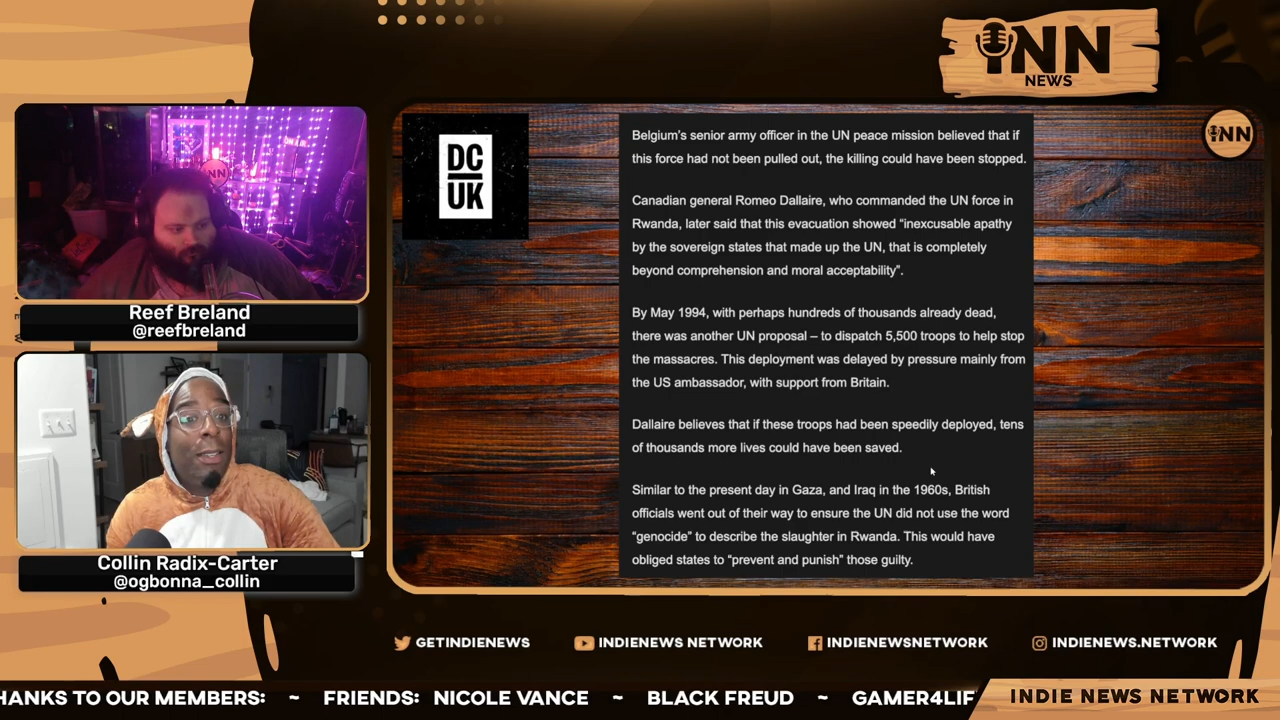 INN
NEWS
INN
DC
UK
Belgium's senior army officer in the UN peace mission believed that if
this force had not been pulled out, the killing could have been stopped.
Canadian general Romeo Dallaire, who commanded the UN force in
Rwanda, later said that this evacuation showed “inexcusable apathy
by the sovereign states that made up the UN, that is completely
beyond comprehension and moral acceptability”.
By May 1994, with perhaps hundreds of thousands already dead,
there was another UN proposal – to dispatch 5,500 troops to help stop
the massacres. This deployment was delayed by pressure mainly from
the US ambassador, with support from Britain.
Dallaire believes that if these troops had been speedily deployed, tens
of thousands more lives could have been saved.
Similar to the present day in Gaza, and Iraq in the 1960s, British
officials went out of their way to ensure the UN did not use the word
“genocide” to describe the slaughter in Rwanda. This would have
obliged states to “prevent and punish” those guilty.
INN
Reef Breland
@reefbreland
Collin Radix-Carter
@ogbonna_collin
GETINDIENEWS
INDIENEWS NETWORK
INDIENEWSNETWORK
INDIENEWS.NETWORK
HANKS TO OUR MEMBERS: ~ FRIENDS: NICOLE VANCE ~ BLACK FREUD ~ GAMER4LIF
INDIE NEWS NETWORK